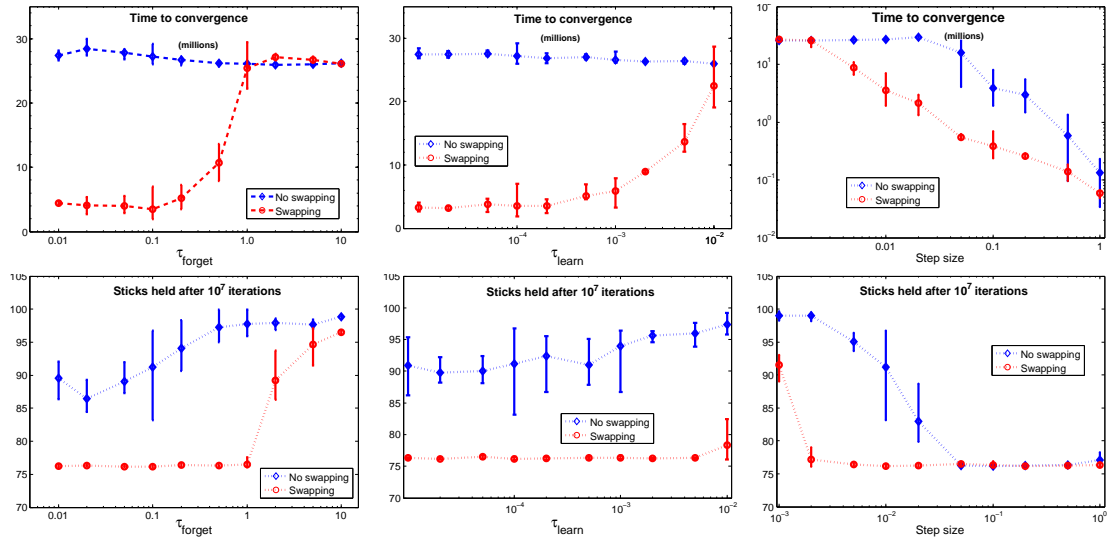 Time to convergence
(millions)
30
20
10
0
No swapping
Swapping
0.01 0.1 1.0 10
τforget
Time to convergence
(millions)
30
20
10
0
No swapping
Swapping
10^-4 10^-3 10^-2
τlearn
Time to convergence
(millions)
10^2
10^1
10^0
10^-1
10^-2
No swapping
Swapping
0.01 0.1 1
Step size
Sticks held after 10^7 iterations
105
100
95
90
85
80
75
70
No swapping
Swapping
0.01 0.1 1.0 10
τforget
Sticks held after 10^7 iterations
105
100
95
90
85
80
75
70
No swapping
Swapping
10^-4 10^-3 10^-2
τlearn
Sticks held after 10^7 iterations
105
100
95
90
85
80
75
70
No swapping
Swapping
10^-3 10^-2 10^-1 10^0
Step size